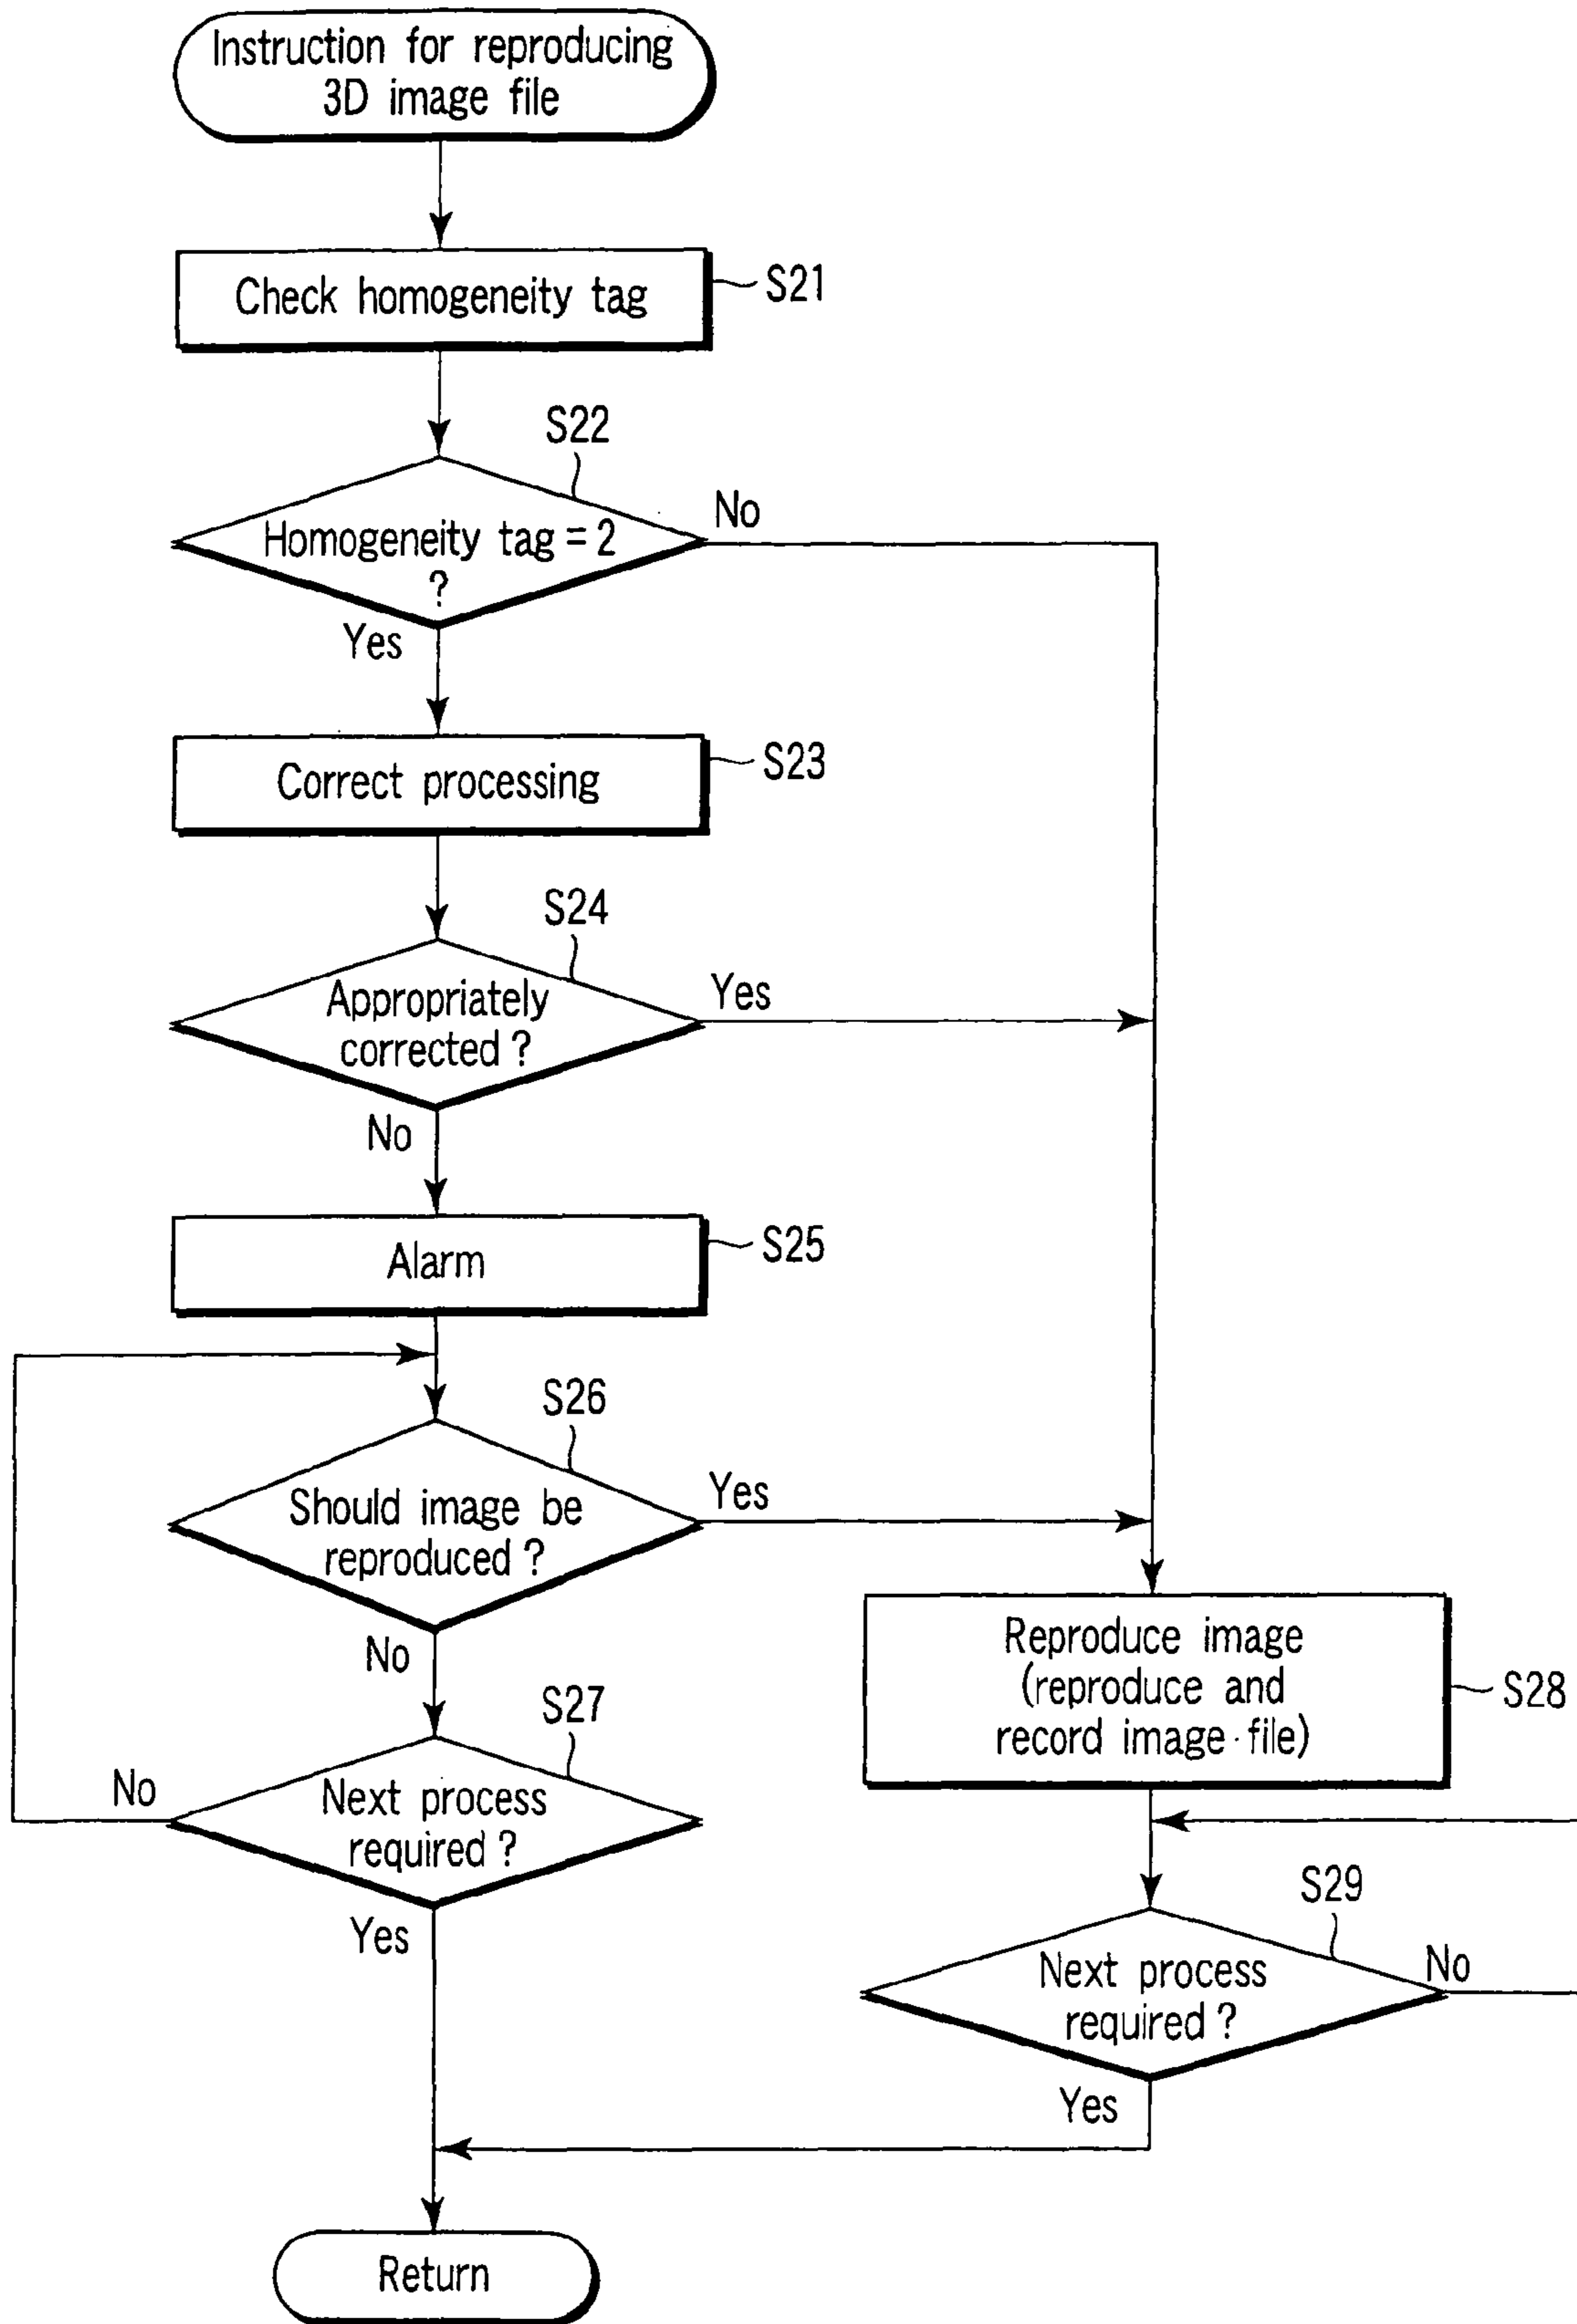 Instruction for reproducing
3D image file
Check homogeneity tag
S21
S22
Homogeneity tag = 2
?
No
Yes
Correct processing
S23
S24
Appropriately
corrected ?
Yes
No
Alarm
S25
S26
Should image be
reproduced ?
Yes
No
Reproduce image
(reproduce and
record image file)
S28
S27
Next process
required ?
No
Yes
S29
Next process
required ?
No
Yes
Return